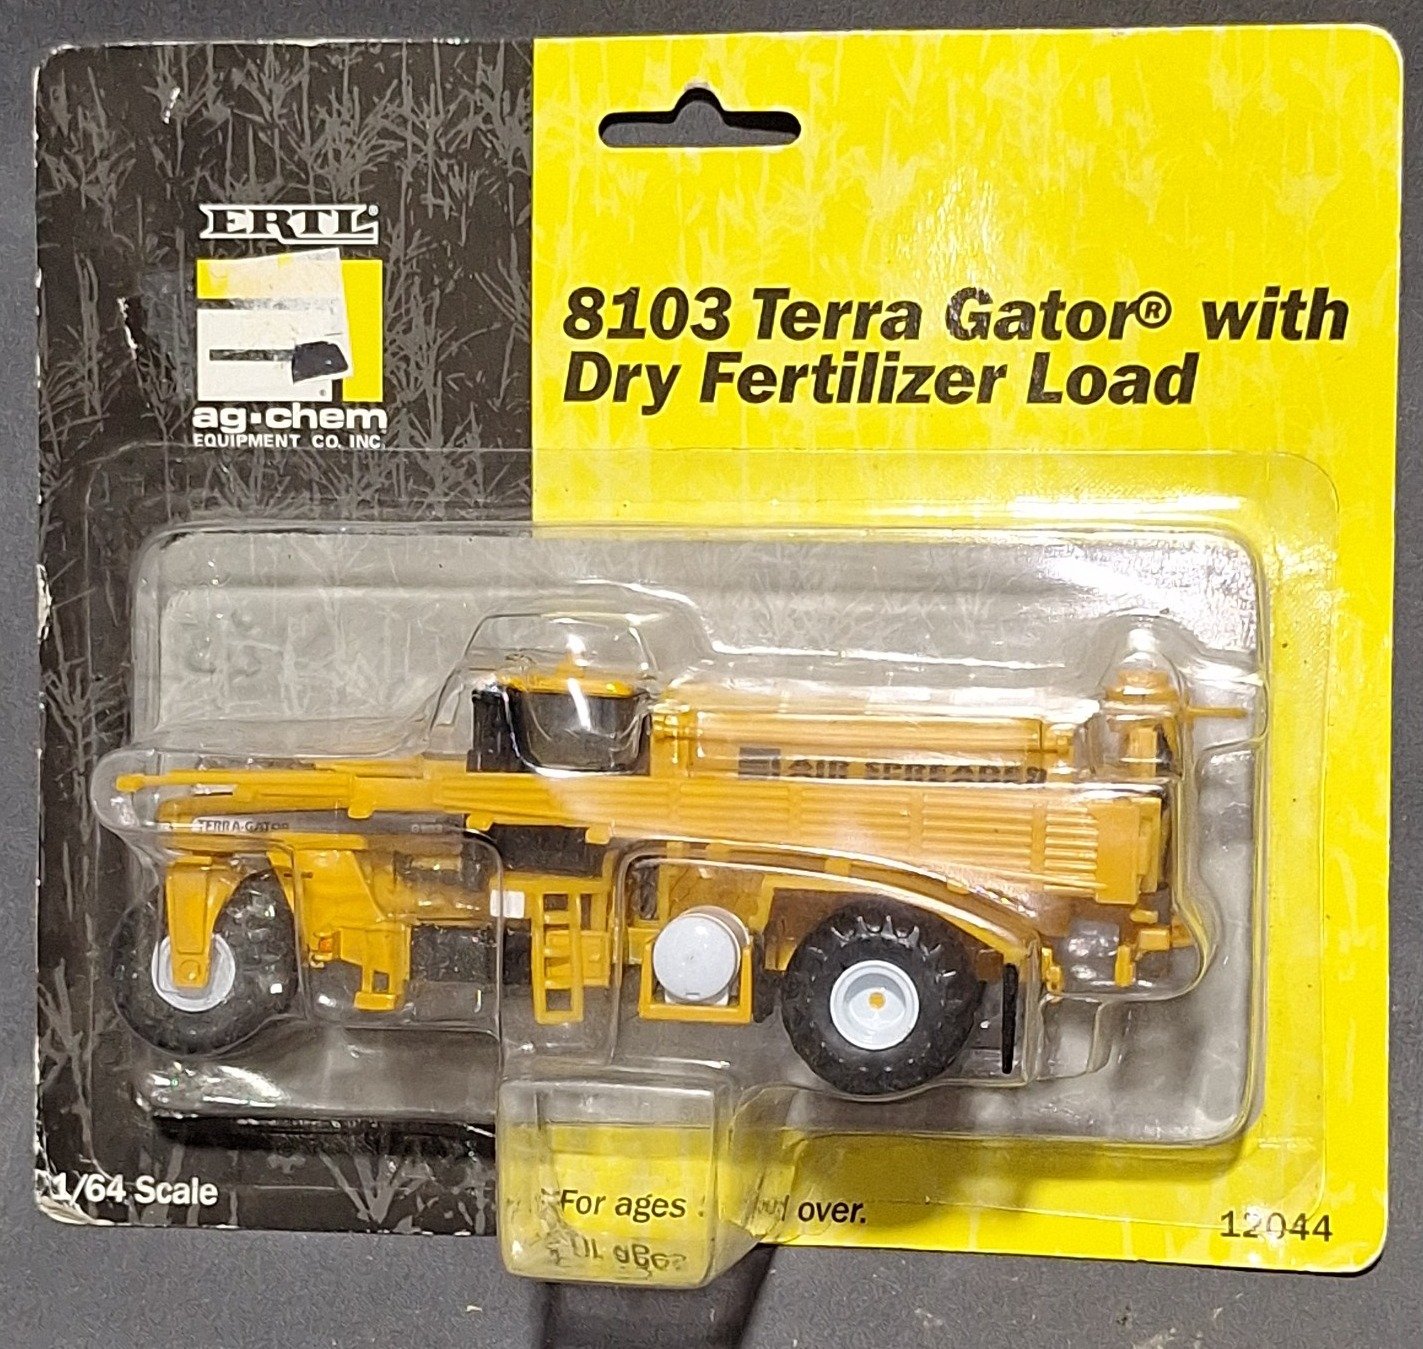 ERTL®
ag·chem
EQUIPMENT CO. INC.
8103 Terra Gator® with
Dry Fertilizer Load
AIR SPREADER
TERRA-GATOR
1/64 Scale
For ages over.
12044